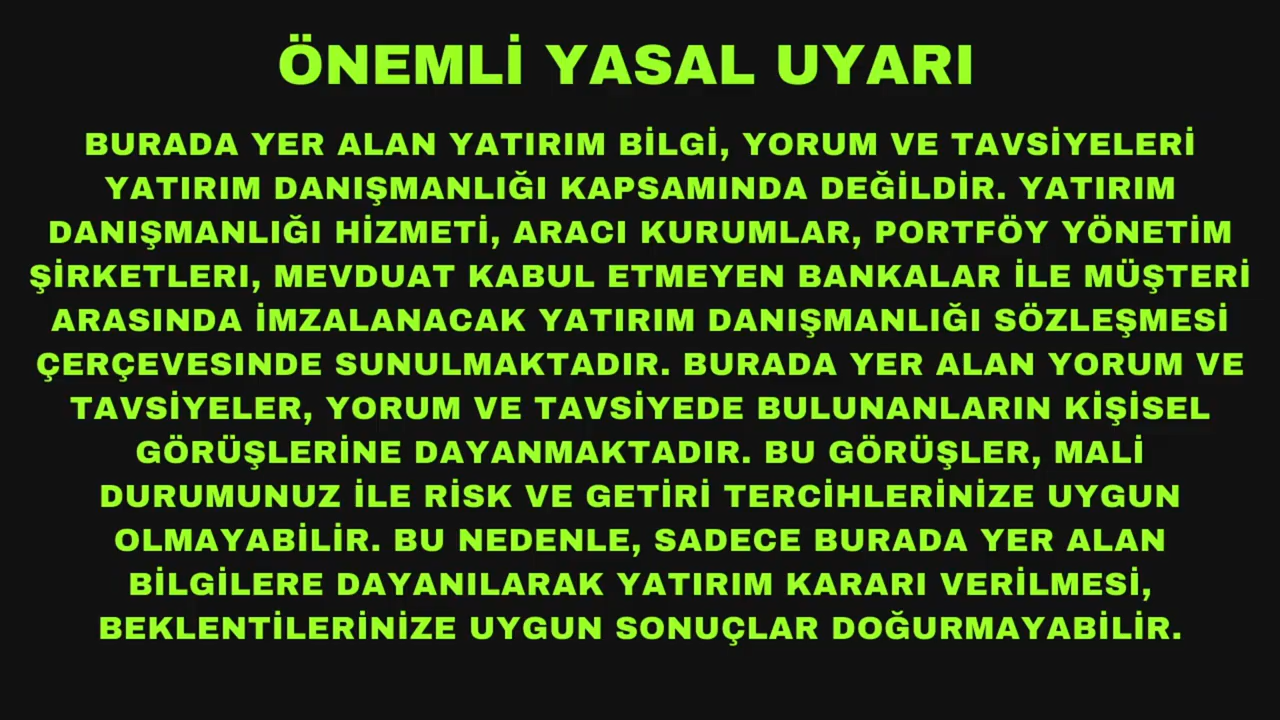 ÖNEMLİ YASAL UYARI
BURADA YER ALAN YATIRIM BİLGİ, YORUM VE TAVSİYELERİ
YATIRIM DANIŞMANLIĞI KAPSAMINDA DEĞİLDİR. YATIRIM
DANIŞMANLIĞI HİZMETİ, ARACI KURUMLAR, PORTFÖY YÖNETİM
ŞİRKETLERI, MEVDUAT KABUL ETMEYEN BANKALAR İLE MÜŞTERİ
ARASINDA İMZALANACAK YATIRIM DANIŞMANLIĞI SÖZLEŞMESİ
ÇERÇEVESINDE SUNULMAKTADIR. BURADA YER ALAN YORUM VE
TAVSİYELER, YORUM VE TAVSİYEDE BULUNANLARIN KİŞİSEL
GÖRÜŞLERİNE DAYANMAKTADIR. BU GÖRÜŞLER, MALİ
DURUMUNUZ İLE RİSK VE GETİRİ TERCİHLERİNİZE UYGUN
OLMAYABİLİR. BU NEDENLE, SADECE BURADA YER ALAN
BİLGİLERE DAYANILARAK YATIRIM KARARI VERİLMESİ,
BEKLENTİLERİNİZE UYGUN SONUÇLAR DOĞURMAYABİLİR.